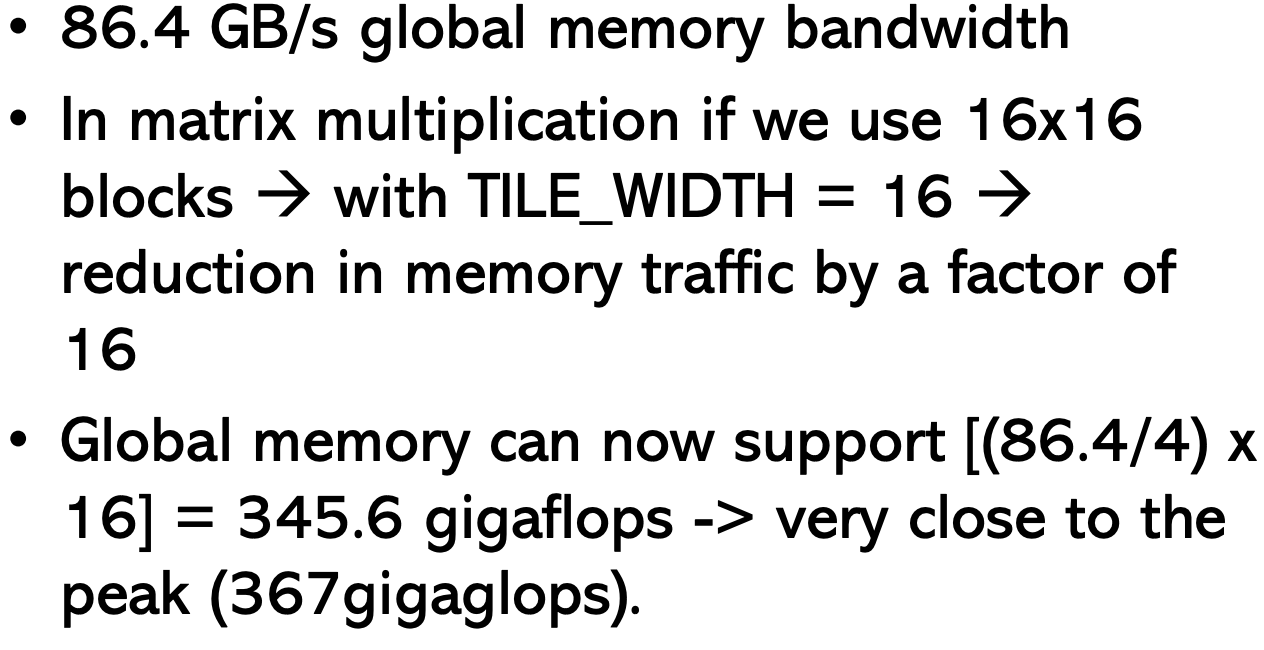 • 86.4 GB/s global memory bandwidth
• In matrix multiplication if we use 16x16
blocks → with TILE_WIDTH = 16 →
reduction in memory traffic by a factor of
16
• Global memory can now support [(86.4/4) x
16] = 345.6 gigaflops -> very close to the
peak (367gigaglops).